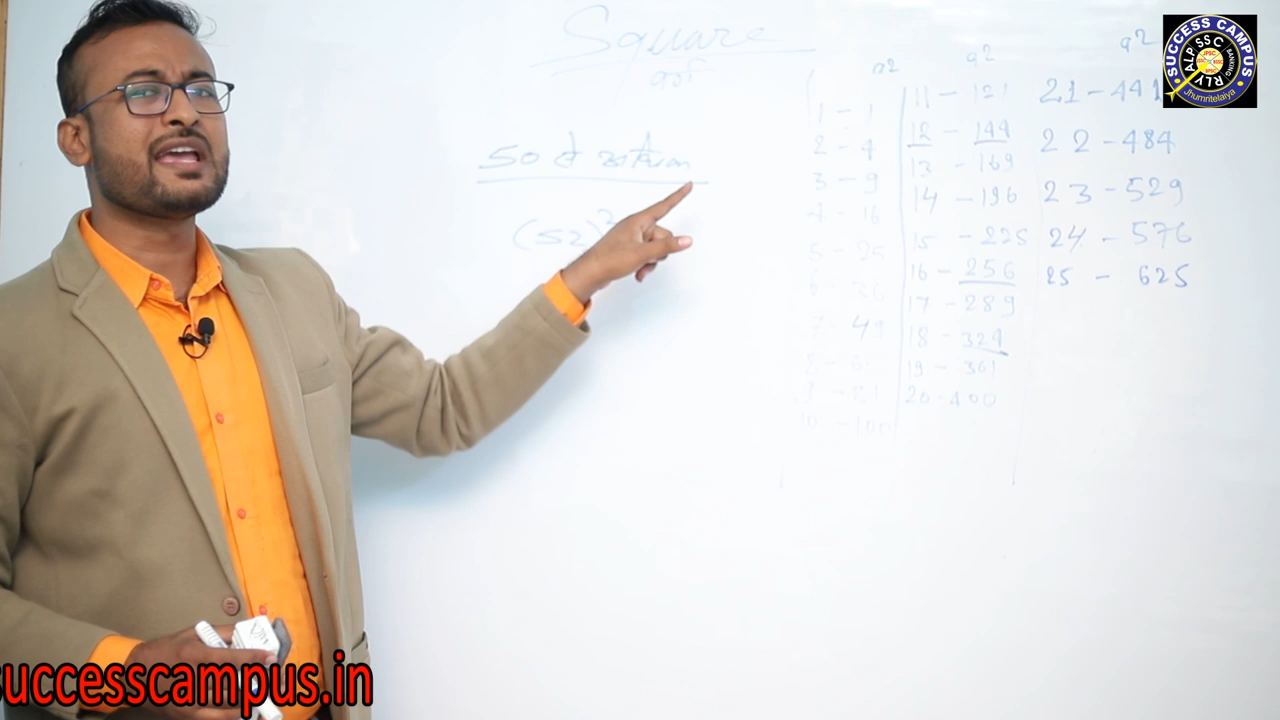 Square
वर्ग
50 से अधिकतम
(52)²
a²
1 - 1
2 - 4
3 - 9
4 - 16
5 - 25
6 - 36
7 - 49
8 - 64
9 - 81
10 - 100
a²
11 - 121
12 - 144
13 - 169
14 - 196
15 - 225
16 - 256
17 - 289
18 - 324
19 - 361
20 - 400
a²
21 - 441
22 - 484
23 - 529
24 - 576
25 - 625
SUCCESS CAMPUS
ALP SSC
BANKING
RLY
Jhumritelaiya
successcampus.in